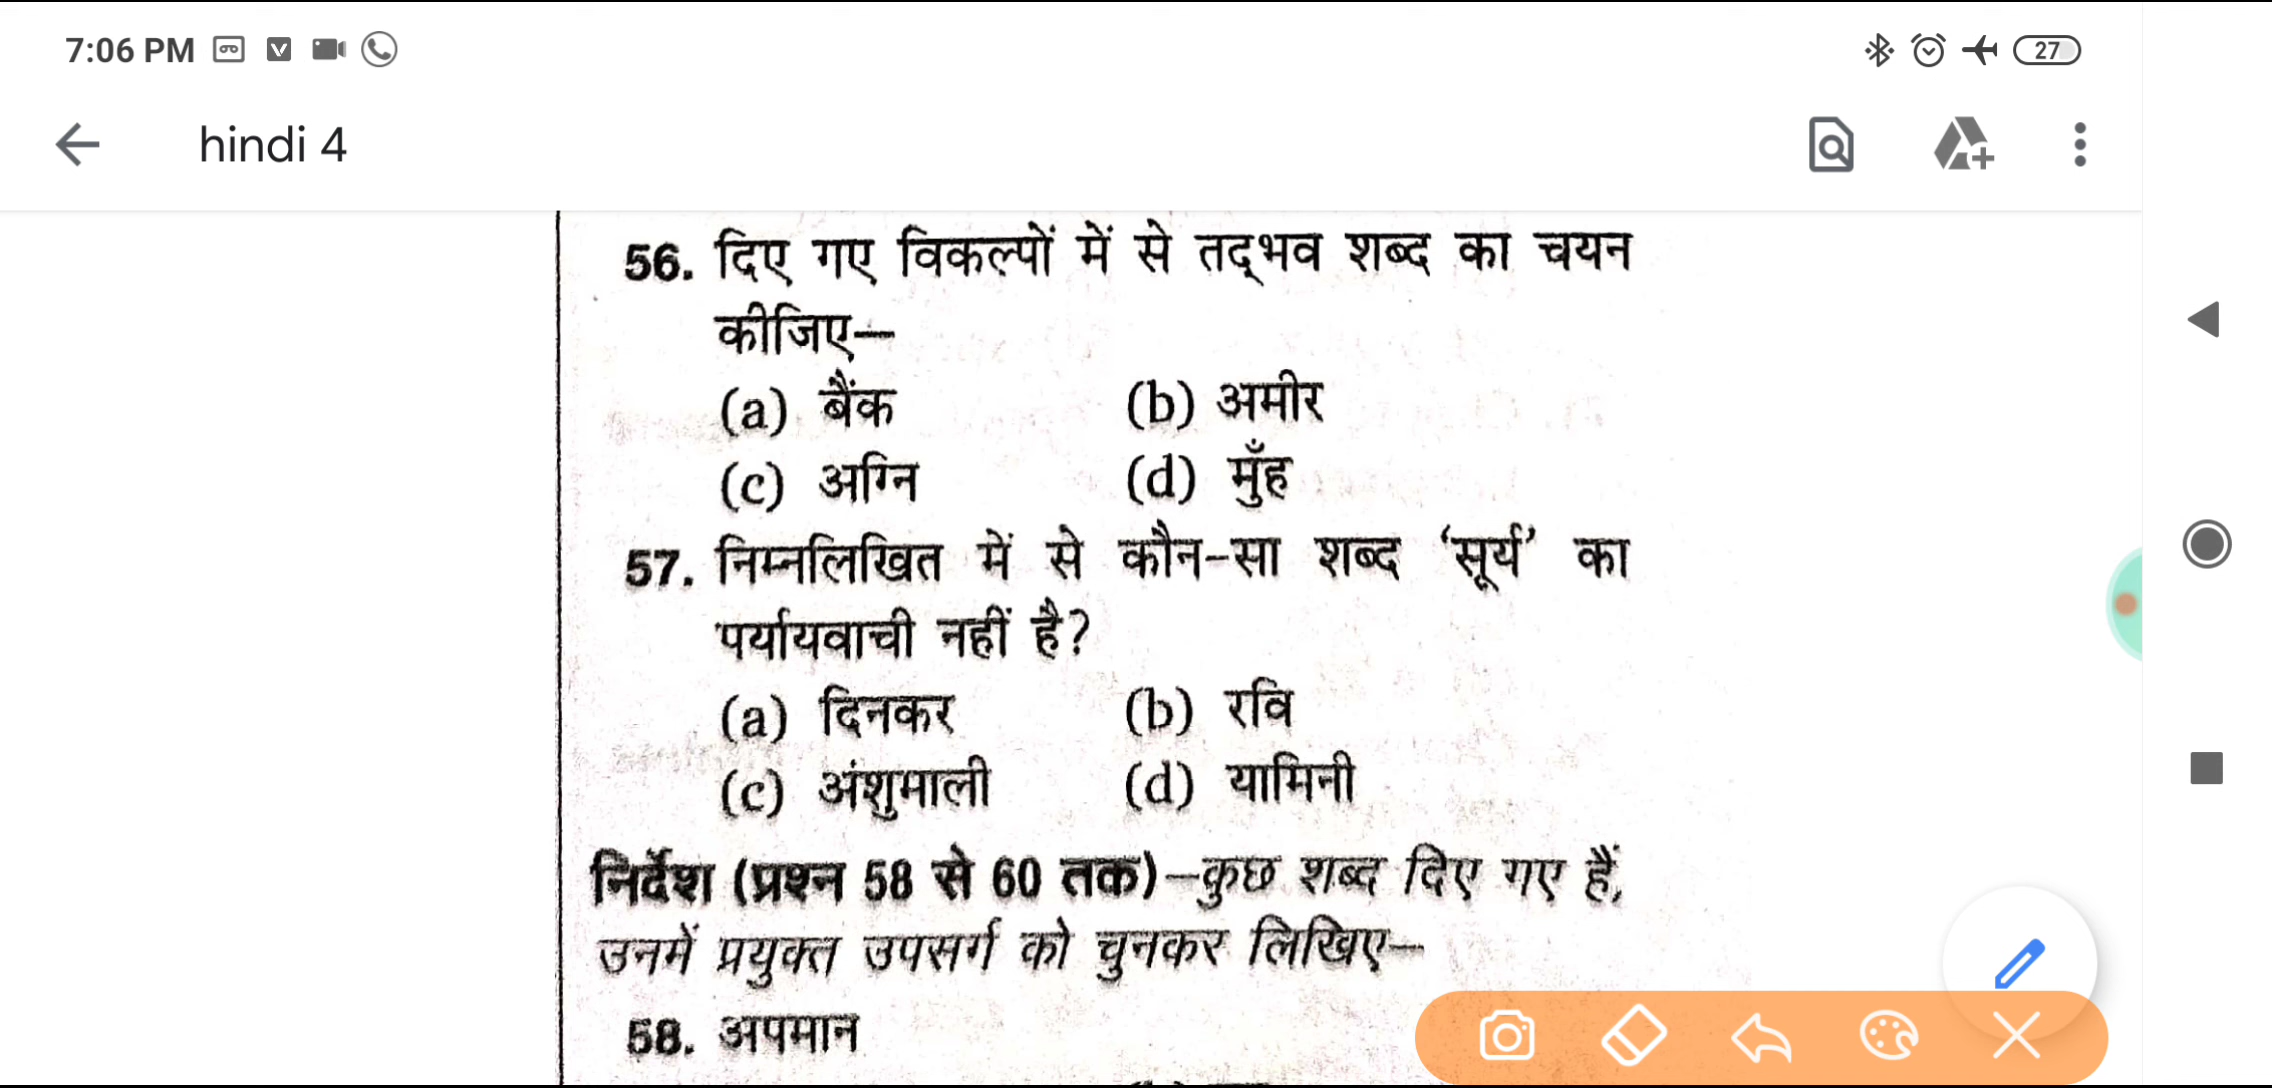 7:06 PM
27
hindi 4
56. दिए गए विकल्पों में से तद्भव शब्द का चयन
कीजिए—
(a) बैंक (b) अमीर
(c) अग्नि (d) मुँह
57. निम्नलिखित में से कौन-सा शब्द ‘सूर्य’ का
पर्यायवाची नहीं है?
(a) दिनकर (b) रवि
(c) अंशुमाली (d) यामिनी
निर्देश (प्रश्न 58 से 60 तक)—कुछ शब्द दिए गए हैं,
उनमें प्रयुक्त उपसर्ग को चुनकर लिखिए—
58. अपमान